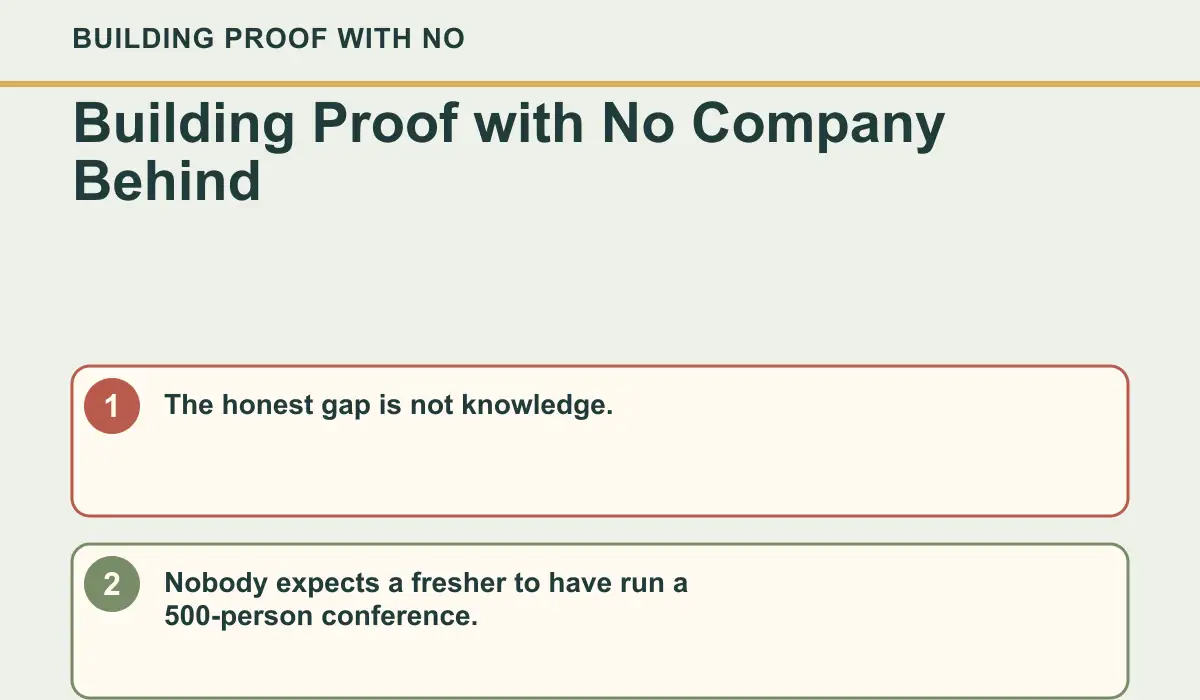 BUILDING PROOF WITH NO
Building Proof with No Company
Behind
1
The honest gap is not knowledge.
2
Nobody expects a fresher to have run a
500-person conference.